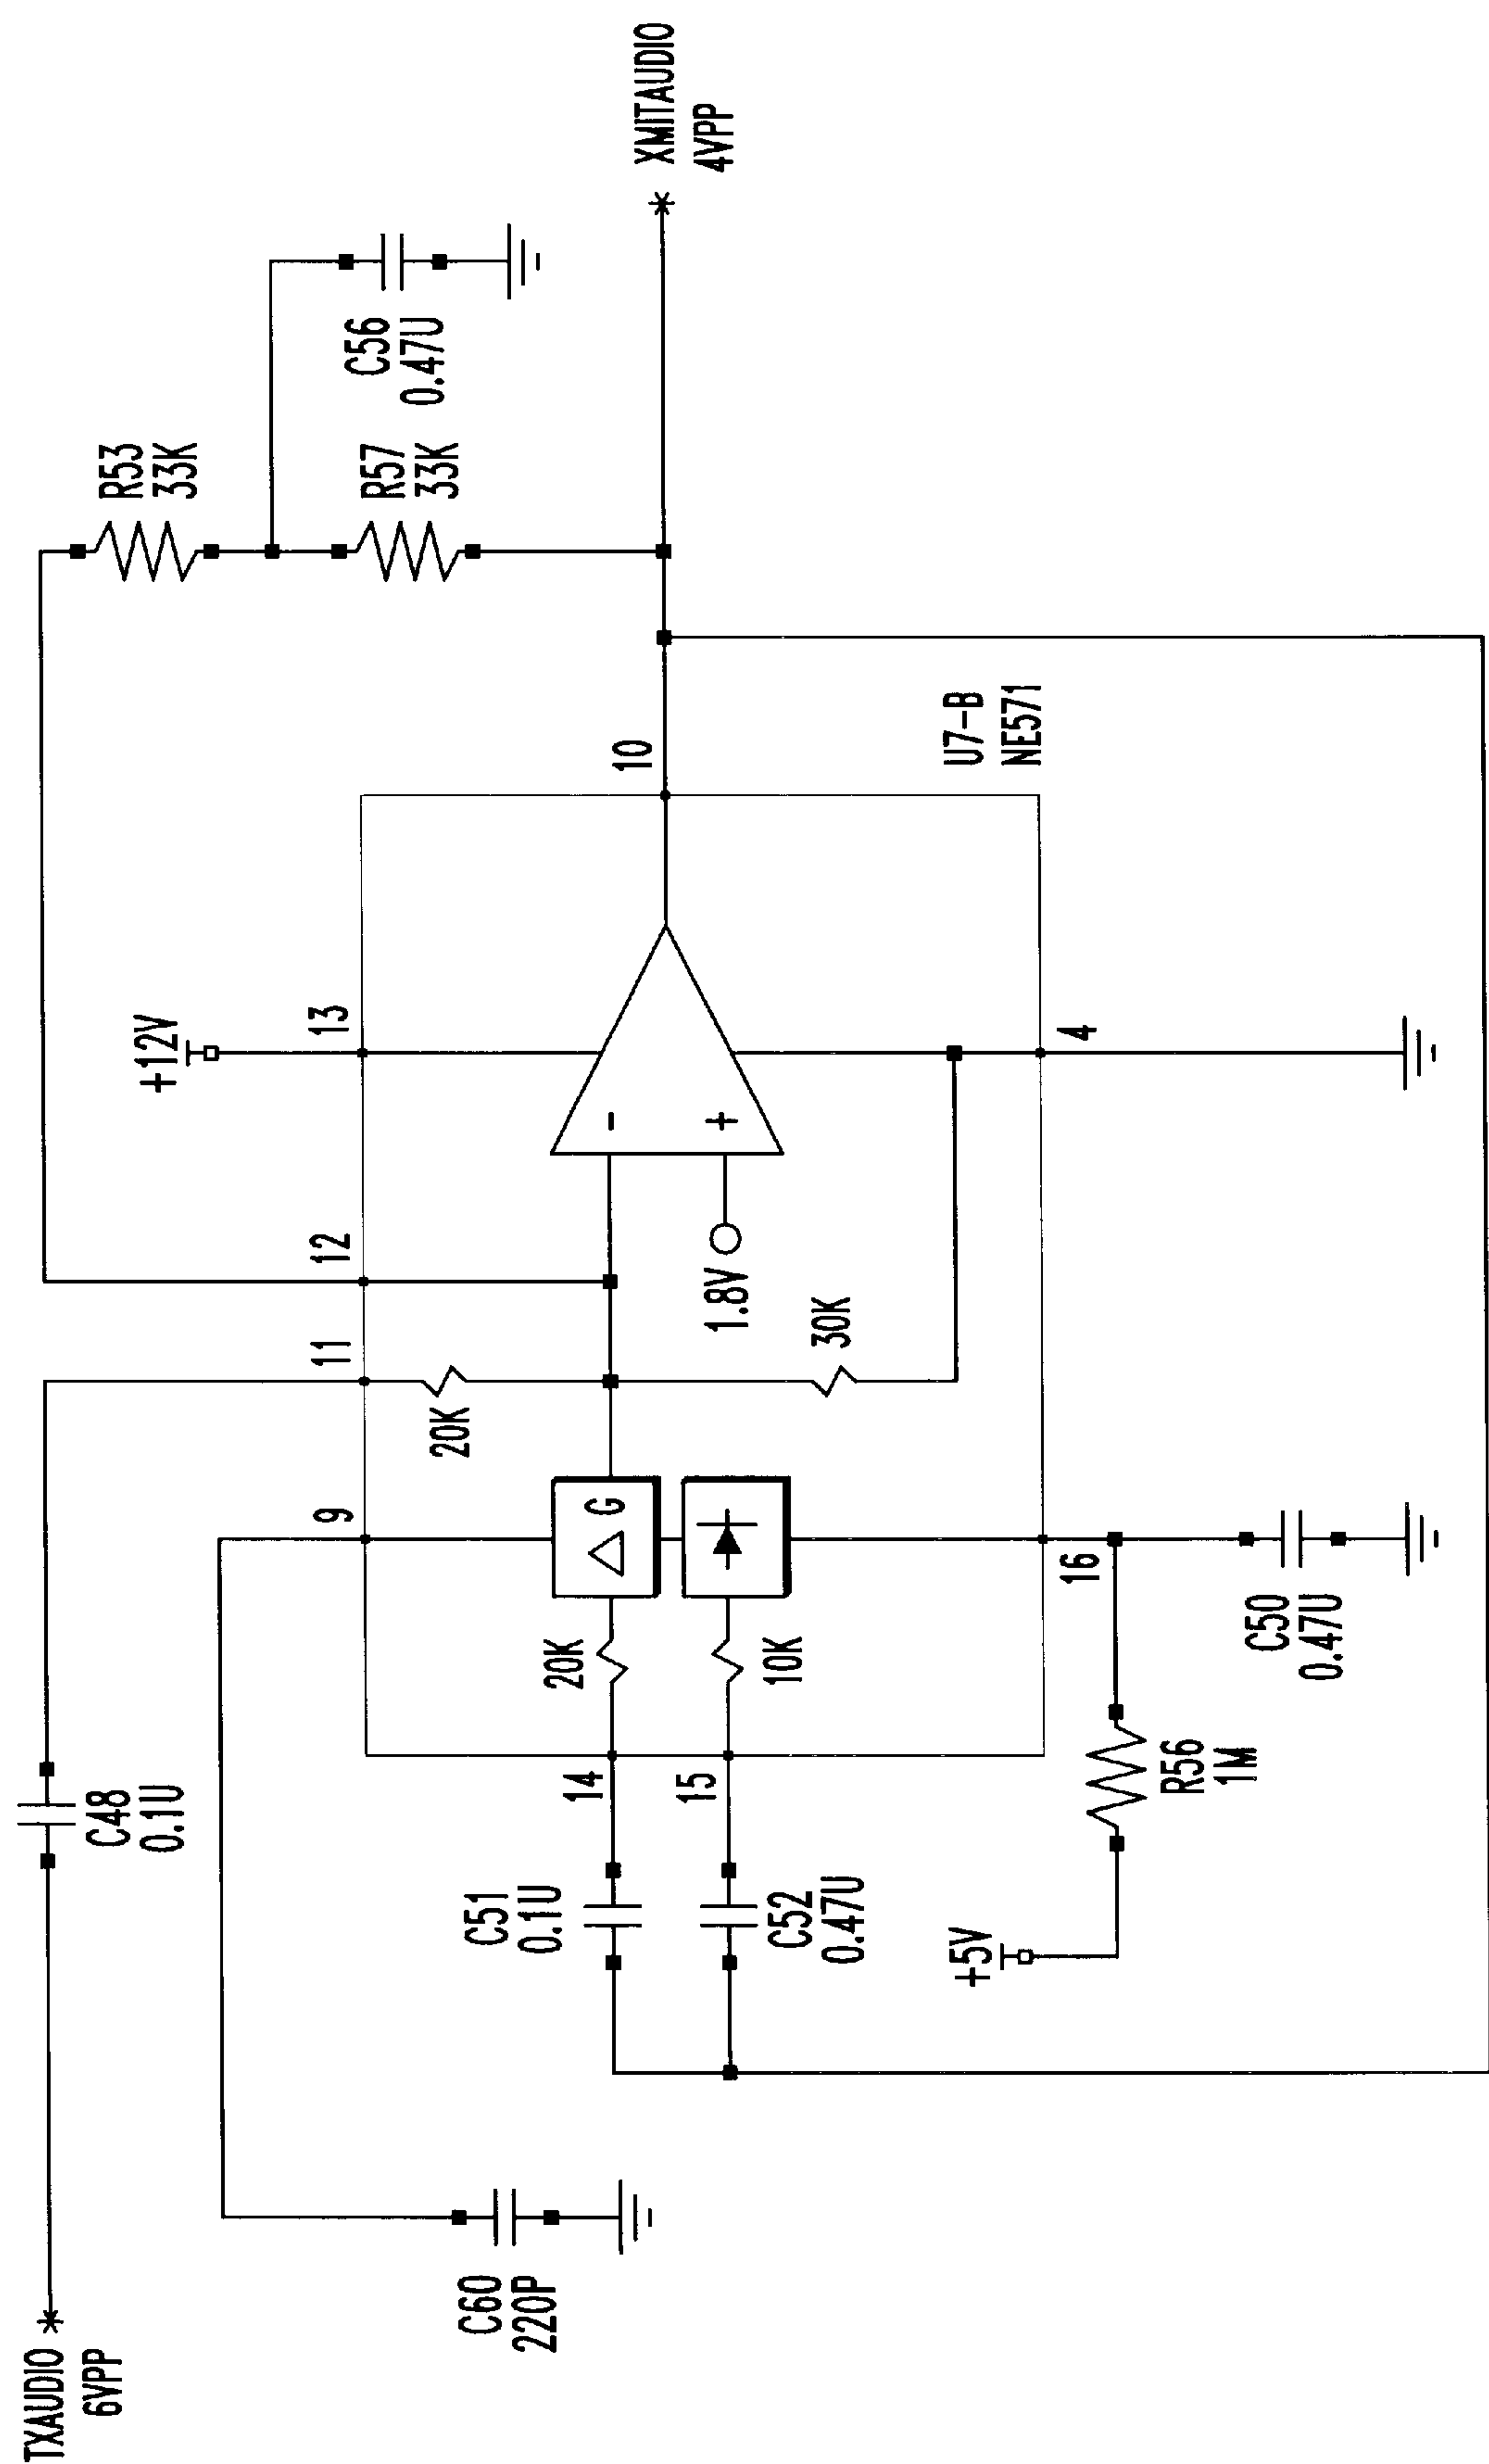 TXAUDIO
6VPP
C48
0.1U
C60
220P
C51
0.1U
C52
0.47U
+5V
R56
1M
C50
0.47U
14
15
16
9
11
12
13
4
10
20K
10K
20K
30K
G
1.8V
-
+
+12V
U7-B
NE571
R53
33K
R57
33K
C56
0.47U
XMITAUDIO
4VPP